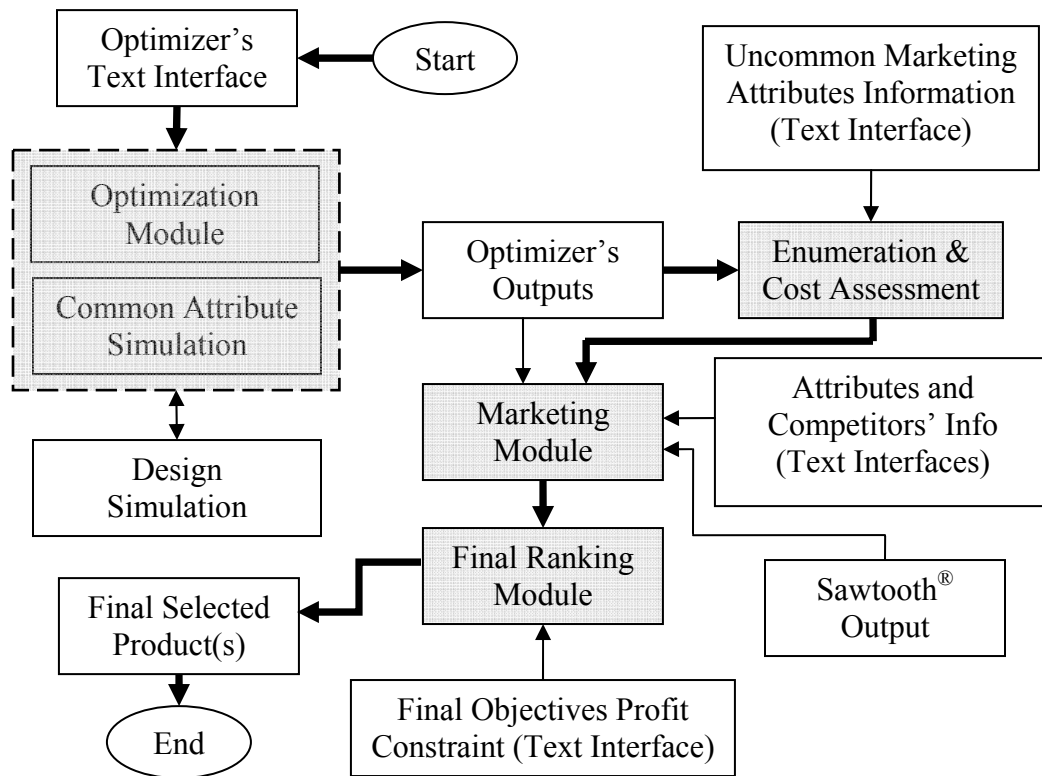 Optimizer’s
Text Interface
Start
Uncommon Marketing
Attributes Information
(Text Interface)
Optimization
Module
Common Attribute
Simulation
Optimizer’s
Outputs
Enumeration &
Cost Assessment
Design
Simulation
Marketing
Module
Attributes and
Competitors’ Info
(Text Interfaces)
Final Ranking
Module
Sawtooth®
Output
Final Selected
Product(s)
Final Objectives Profit
Constraint (Text Interface)
End